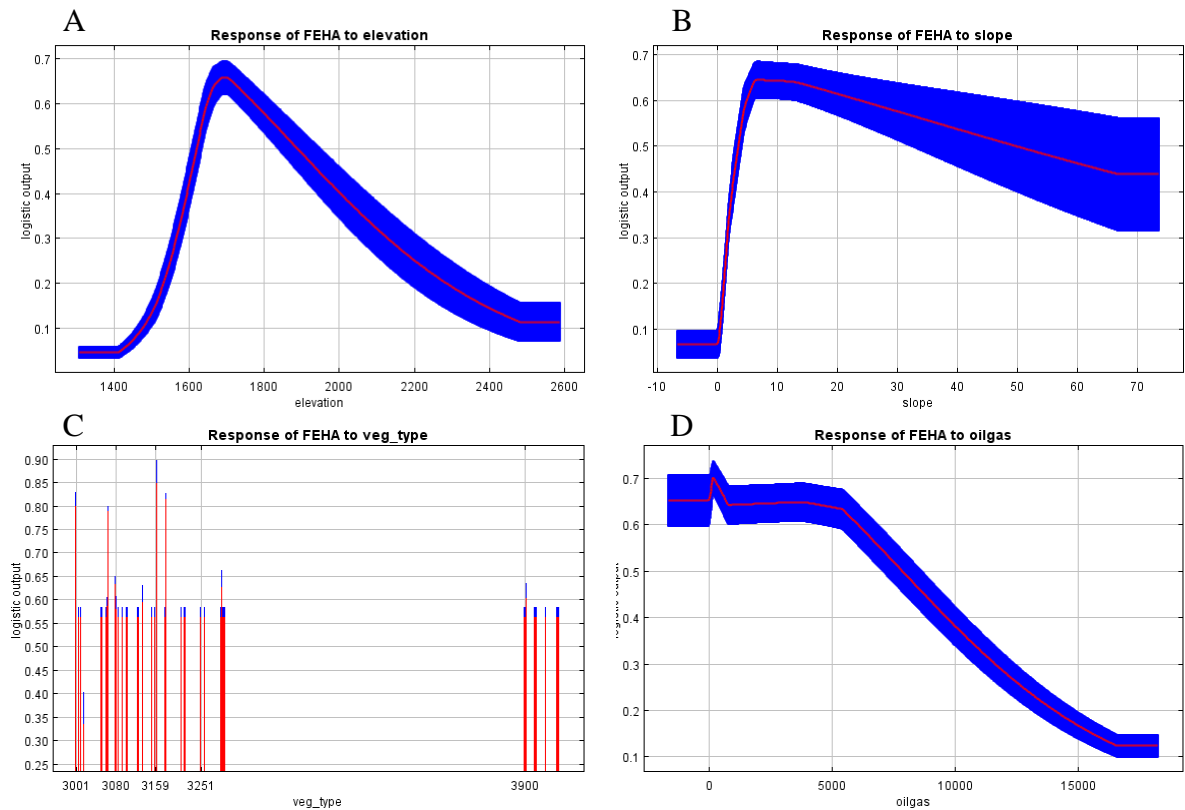 A
Response of FEHA to elevation
0.7
0.6
0.5
0.4
0.3
0.2
0.1
logistic output
1400 1600 1800 2000 2200 2400 2600
elevation
B
Response of FEHA to slope
0.7
0.6
0.5
0.4
0.3
0.2
0.1
logistic output
-10 0 10 20 30 40 50 60 70
slope
C
Response of FEHA to veg_type
0.90
0.85
0.80
0.75
0.70
0.65
0.60
0.55
0.50
0.45
0.40
0.35
0.30
0.25
logistic output
3001 3080 3159 3251 3900
veg_type
D
Response of FEHA to oilgas
0.7
0.6
0.5
0.4
0.3
0.2
0.1
logistic output
0 5000 10000 15000
oilgas